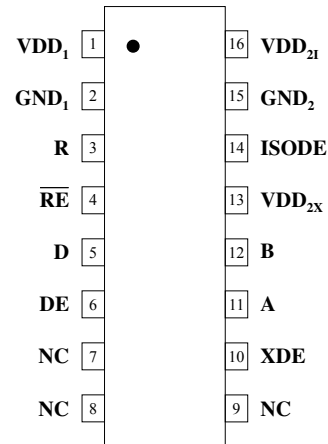 VDD1 1 16 VDD2I
GND1 2 15 GND2
R 3 14 ISODE
R̅E̅ 4 13 VDD2X
D 5 12 B
DE 6 11 A
NC 7 10 XDE
NC 8 9 NC